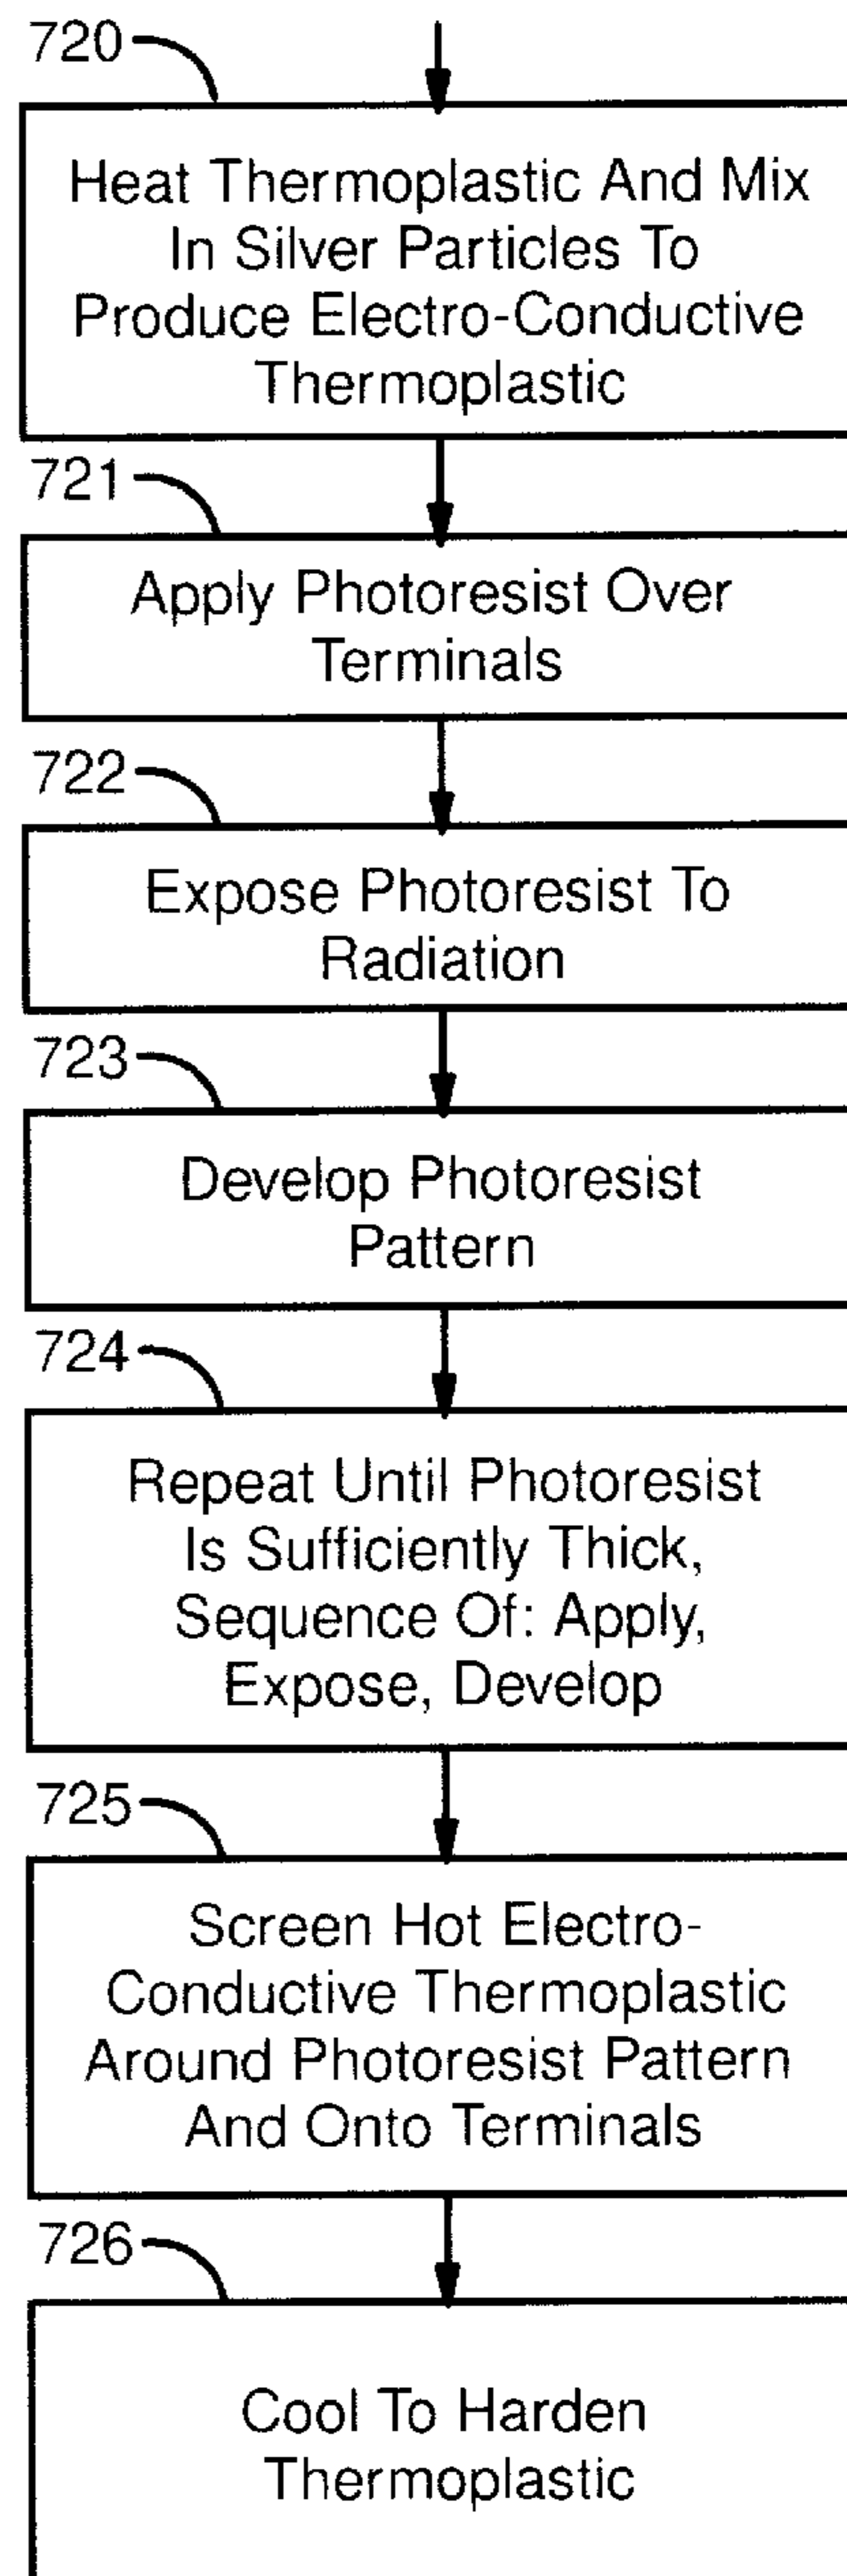 720
Heat Thermoplastic And Mix
In Silver Particles To
Produce Electro-Conductive
Thermoplastic
721
Apply Photoresist Over
Terminals
722
Expose Photoresist To
Radiation
723
Develop Photoresist
Pattern
724
Repeat Until Photoresist
Is Sufficiently Thick,
Sequence Of: Apply,
Expose, Develop
725
Screen Hot Electro-
Conductive Thermoplastic
Around Photoresist Pattern
And Onto Terminals
726
Cool To Harden
Thermoplastic